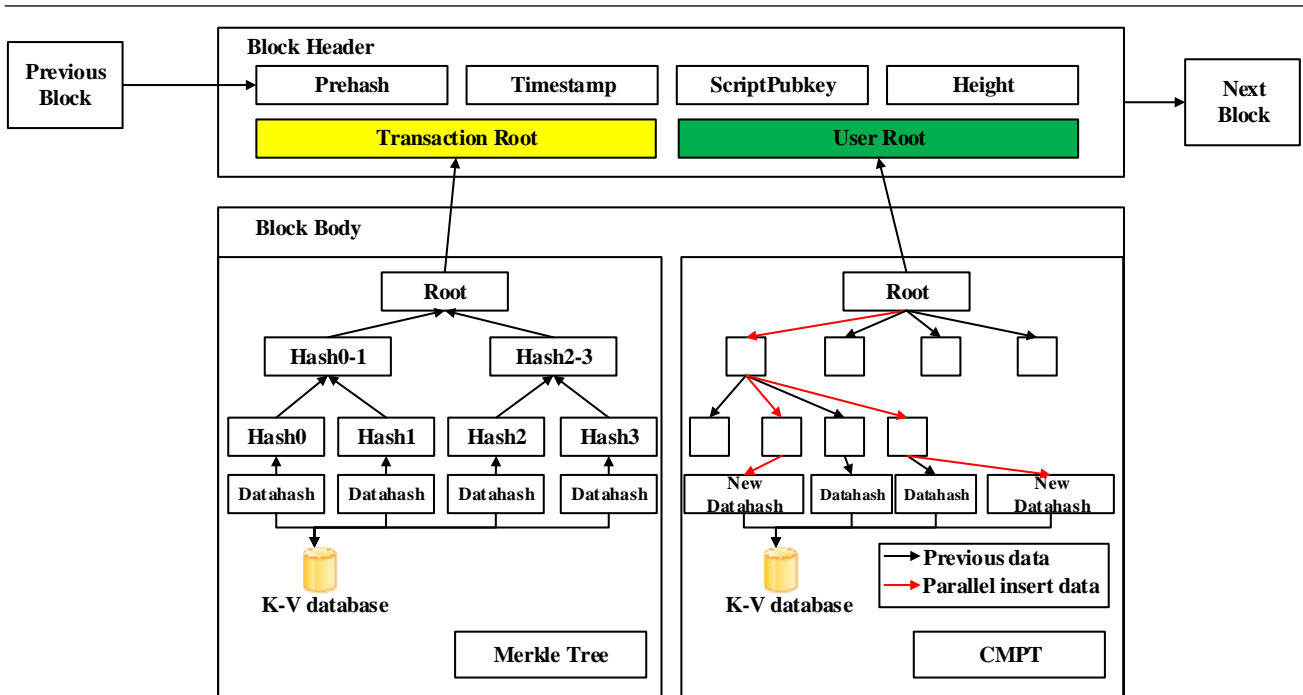 Block Header
Previous
Block
Prehash
Timestamp
ScriptPubkey
Height
Next
Block
Transaction Root
User Root
Block Body
Root
Root
Hash0-1
Hash2-3
Hash0
Hash1
Hash2
Hash3
Datahash
Datahash
Datahash
Datahash
New
Datahash
Datahash
Datahash
New
Datahash
K-V database
K-V database
Previous data
Parallel insert data
Merkle Tree
CMPT